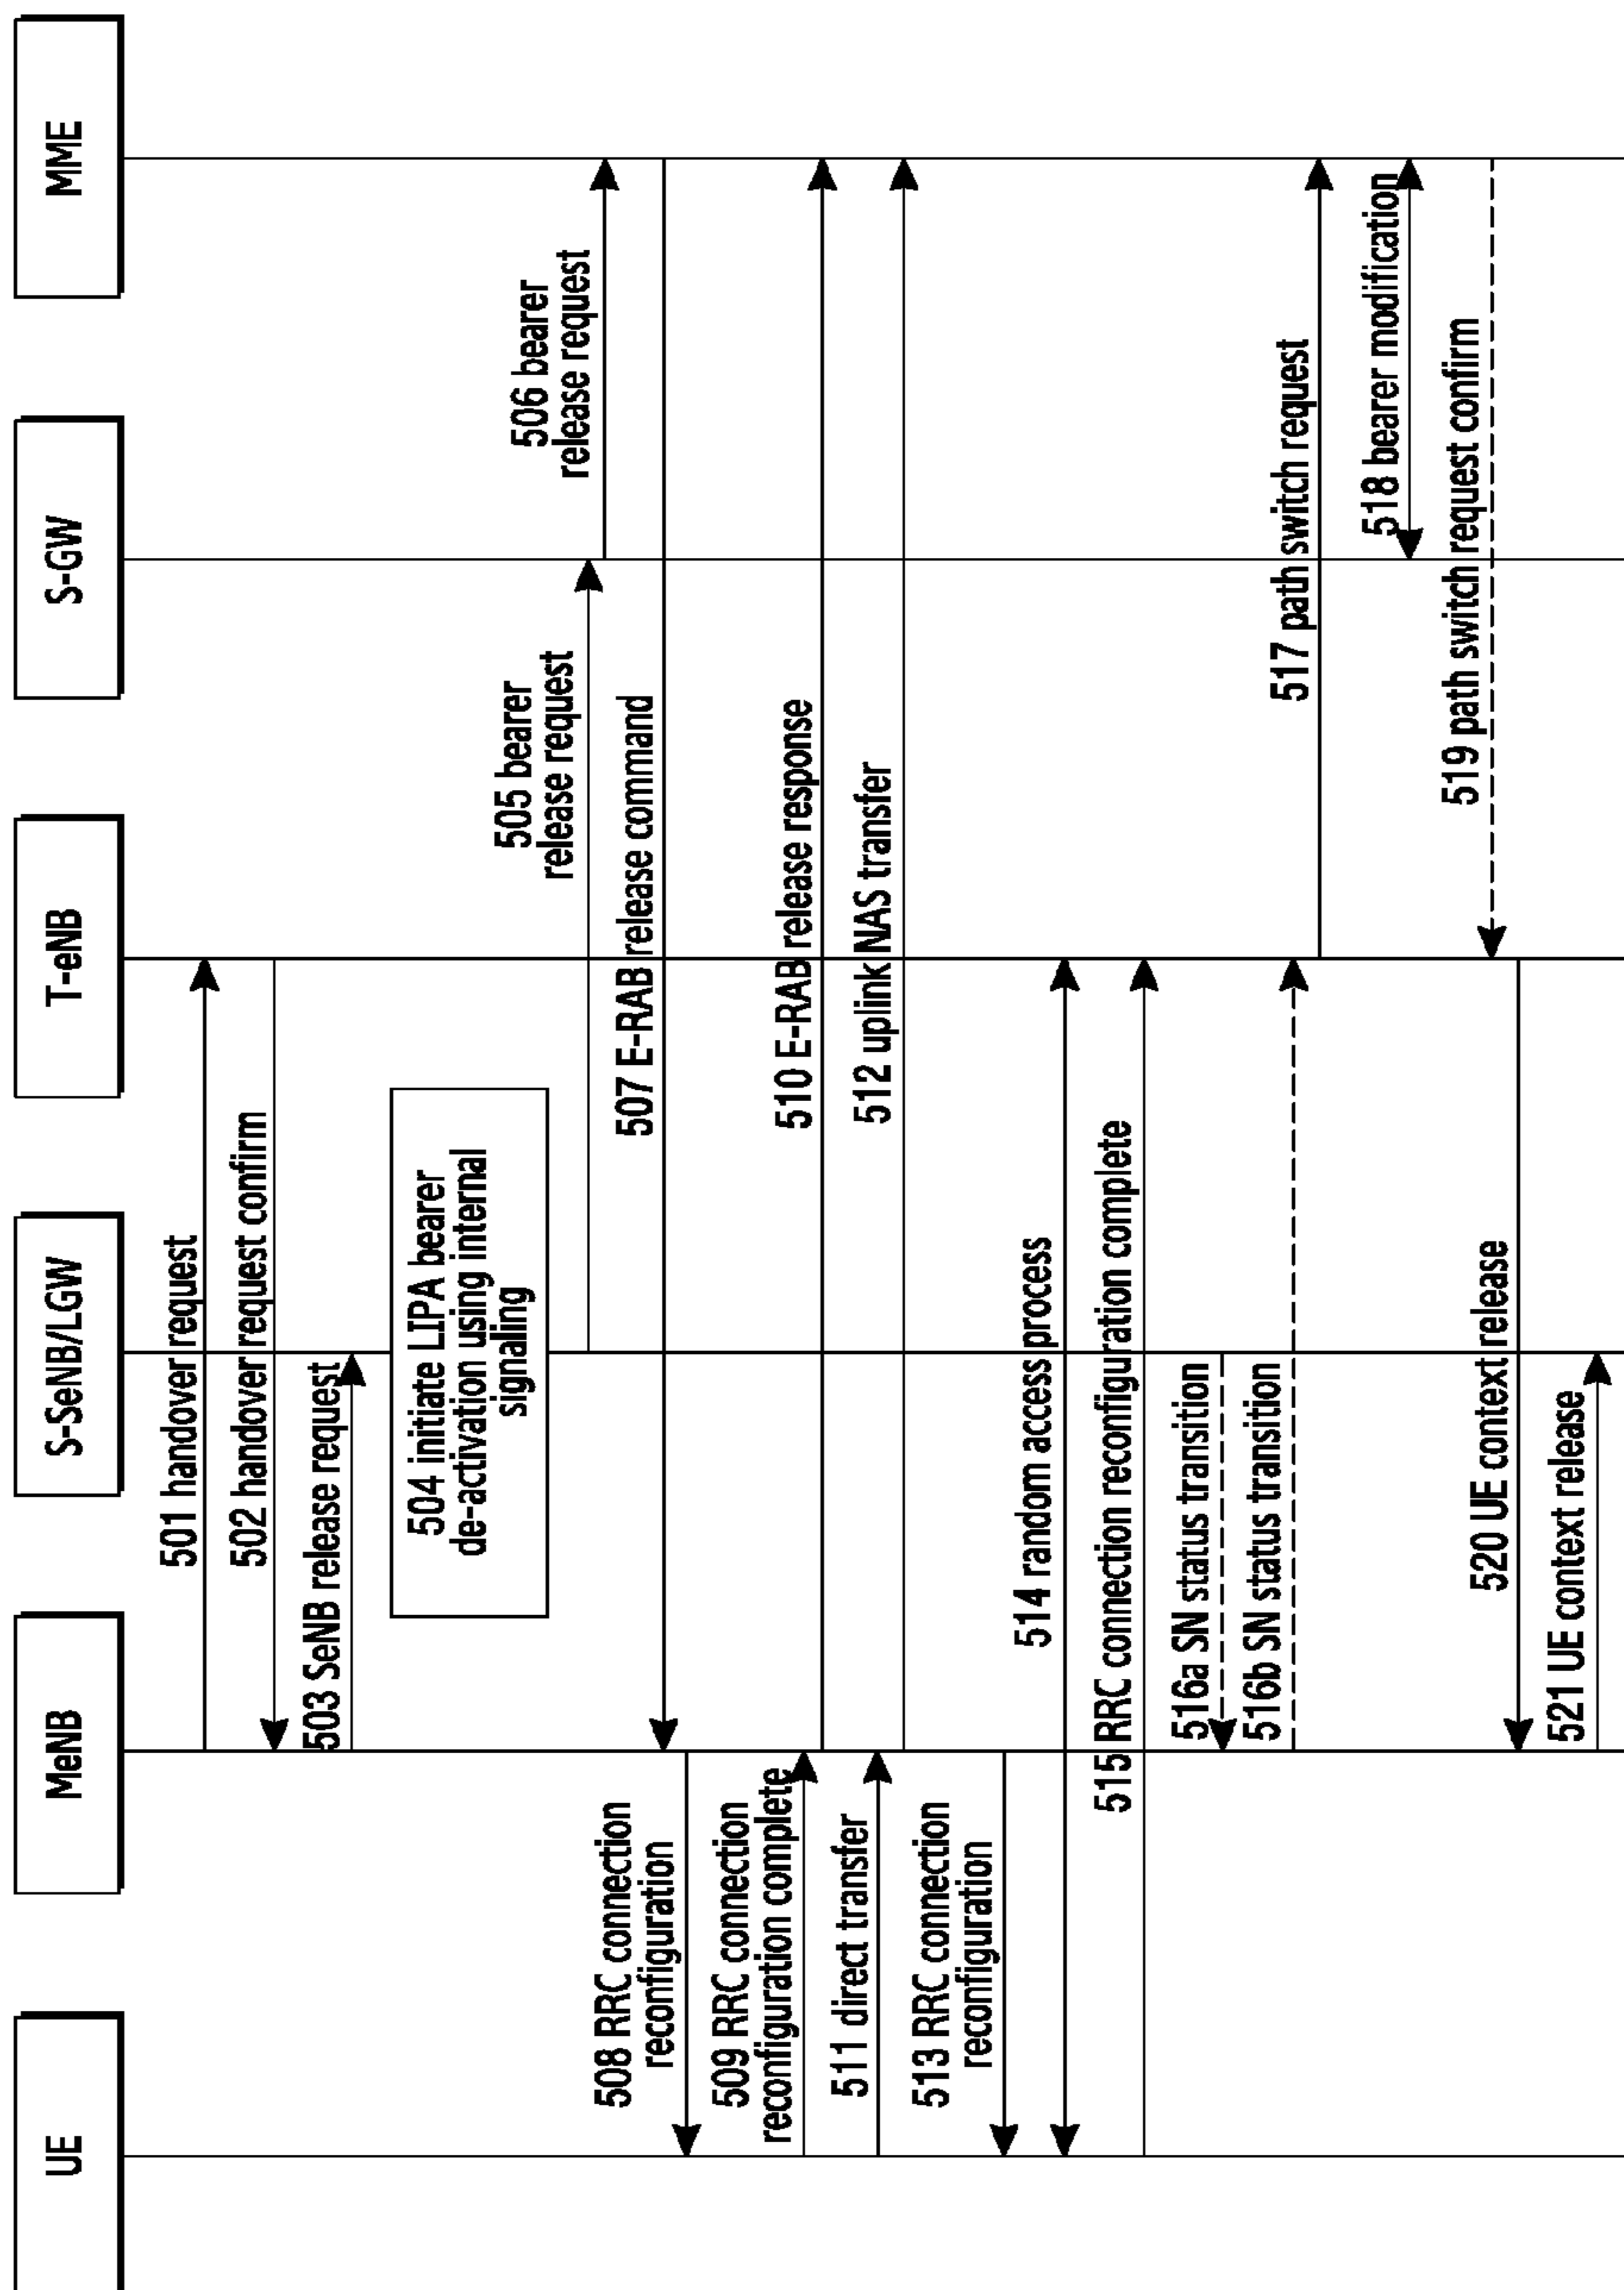 UE
MeNB
S-SeNB/LGW
T-eNB
S-GW
MME
501 handover request
502 handover request confirm
503 SeNB release request
504 initiate LIPA bearer
de-activation using internal
signaling
505 bearer
release request
506 bearer
release request
507 E-RAB release command
508 RRC connection
reconfiguration
509 RRC connection
reconfiguration complete
510 E-RAB release response
511 direct transfer
512 uplink NAS transfer
513 RRC connection
reconfiguration
514 random access process
515 RRC connection reconfiguration complete
516a SN status transition
516b SN status transition
517 path switch request
518 bearer modification
519 path switch request confirm
520 UE context release
521 UE context release